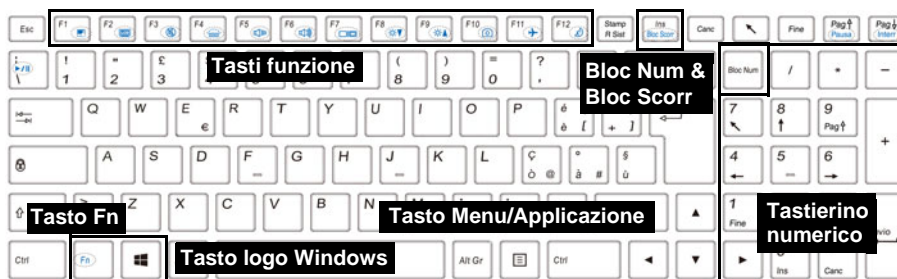 Esc F1 F2 F3 F4 F5 F6 F7 F8 F9 F10 F11 F12 Stamp R Sist Ins Bloc Scorr Canc Fine Pag Pausa Pag Interr
\ ! 1 " 2 £ 3 Tasti funzione ( 8 ) 9 = 0 ? Bloc Num & Bloc Scorr Bloc Num / * -
Q W E € R T Y U I O P é è [ + ] 7 8 9 Pag +
A S D F G H J K L ç ò @ ° à # § ù 4 5 6
Tasto Fn Z X C V B N Tasto Menu/Applicazione 1 Fine Tastierino numerico
Ctrl Fn Tasto logo Windows Alt Gr Ctrl Ins Canc